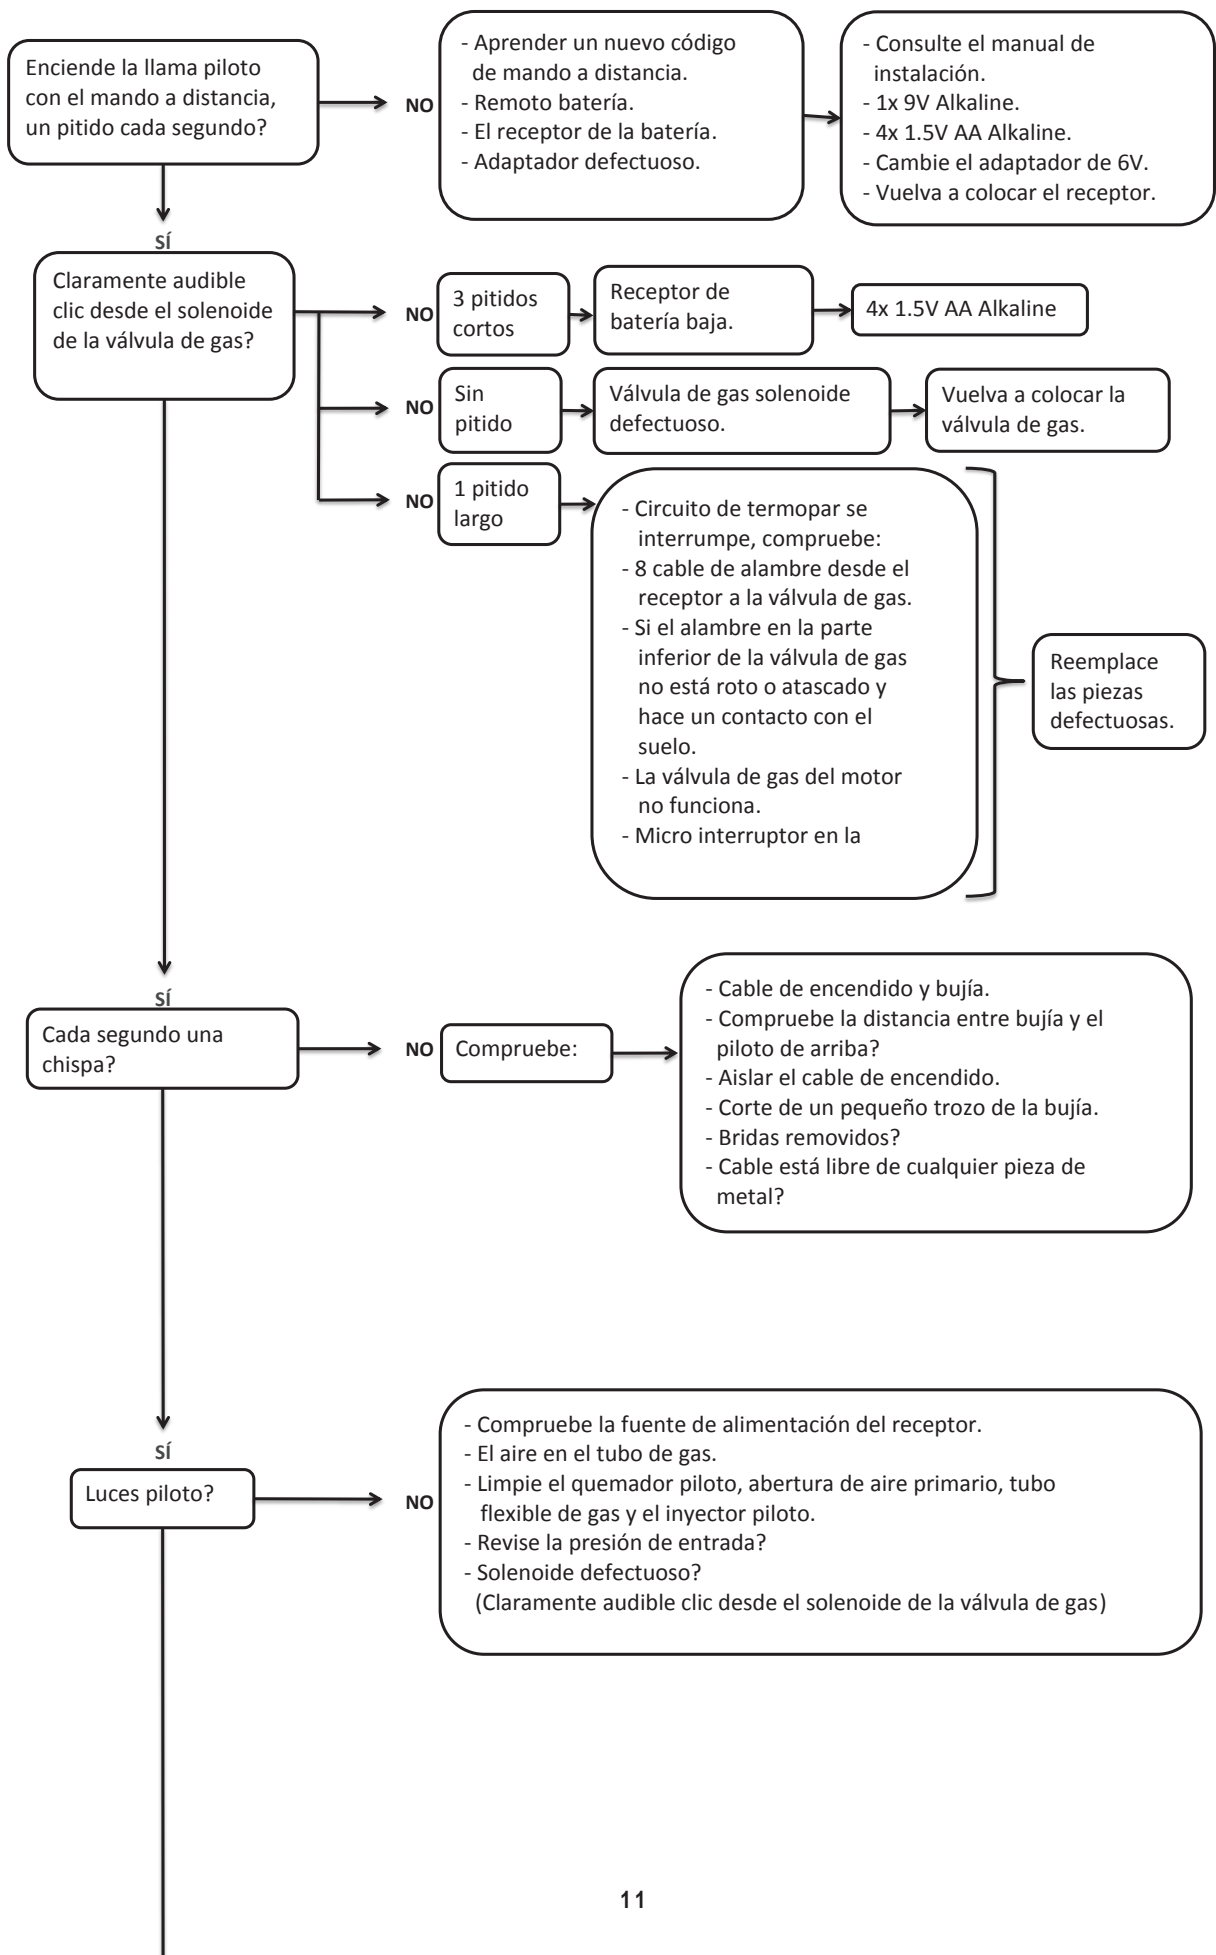 Enciende la llama piloto
con el mando a distancia,
un pitido cada segundo?
NO
- Aprender un nuevo código
de mando a distancia.
- Remoto batería.
- El receptor de la batería.
- Adaptador defectuoso.
- Consulte el manual de
instalación.
- 1x 9V Alkaline.
- 4x 1.5V AA Alkaline.
- Cambie el adaptador de 6V.
- Vuelva a colocar el receptor.
SÍ
Claramente audible
clic desde el solenoide
de la válvula de gas?
NO
3 pitidos
cortos
Receptor de
batería baja.
4x 1.5V AA Alkaline
NO
Sin
pitido
Válvula de gas solenoide
defectuoso.
Vuelva a colocar la
válvula de gas.
NO
1 pitido
largo
- Circuito de termopar se
interrumpe, compruebe:
- 8 cable de alambre desde el
receptor a la válvula de gas.
- Si el alambre en la parte
inferior de la válvula de gas
no está roto o atascado y
hace un contacto con el
suelo.
- La válvula de gas del motor
no funciona.
- Micro interruptor en la
Reemplace
las piezas
defectuosas.
SÍ
Cada segundo una
chispa?
NO
Compruebe:
- Cable de encendido y bujía.
- Compruebe la distancia entre bujía y el
piloto de arriba?
- Aislar el cable de encendido.
- Corte de un pequeño trozo de la bujía.
- Bridas removidos?
- Cable está libre de cualquier pieza de
metal?
SÍ
Luces piloto?
NO
- Compruebe la fuente de alimentación del receptor.
- El aire en el tubo de gas.
- Limpie el quemador piloto, abertura de aire primario, tubo
flexible de gas y el inyector piloto.
- Revise la presión de entrada?
- Solenoide defectuoso?
(Claramente audible clic desde el solenoide de la válvula de gas)
11